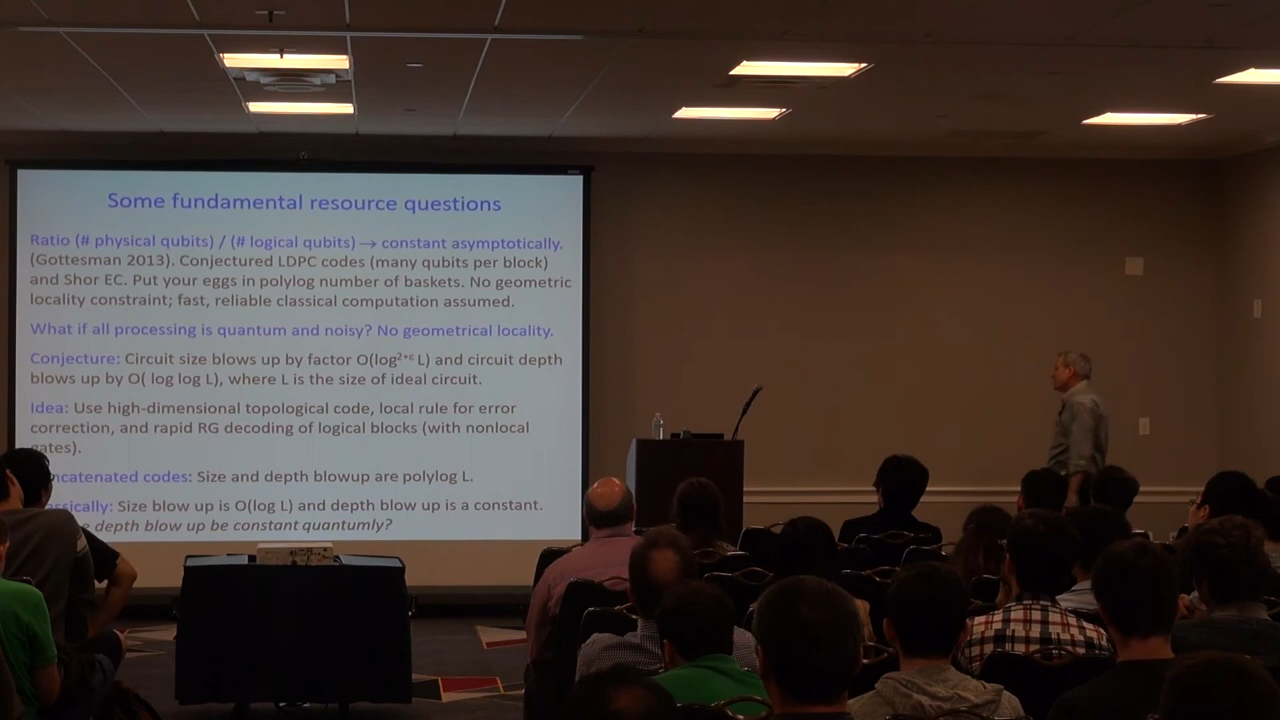 Some fundamental resource questions
Ratio (# physical qubits) / (# logical qubits) → constant asymptotically.
(Gottesman 2013). Conjectured LDPC codes (many qubits per block)
and Shor EC. Put your eggs in polylog number of baskets. No geometric
locality constraint; fast, reliable classical computation assumed.
What if all processing is quantum and noisy? No geometrical locality.
Conjecture: Circuit size blows up by factor O(log²⁺ᶜ L) and circuit depth
blows up by O( log log L), where L is the size of ideal circuit.
Idea: Use high-dimensional topological code, local rule for error
correction, and rapid RG decoding of logical blocks (with nonlocal
gates).
ncatenated codes: Size and depth blowup are polylog L.
ssically: Size blow up is O(log L) and depth blow up is a constant.
e depth blow up be constant quantumly?